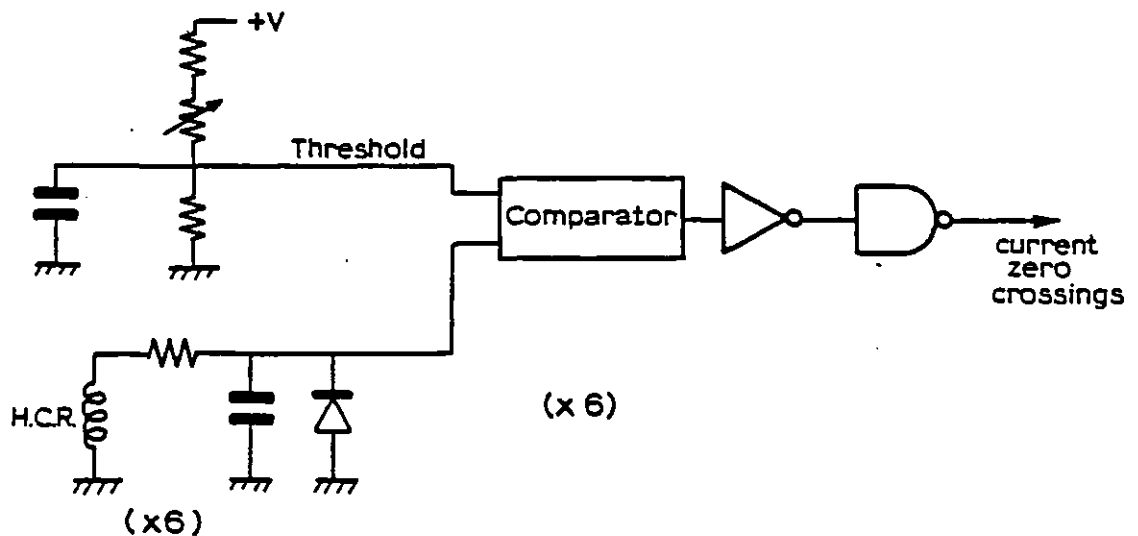 +V
Threshold
Comparator
current
zero
crossings
H.C.R.
(x 6)
(x6)